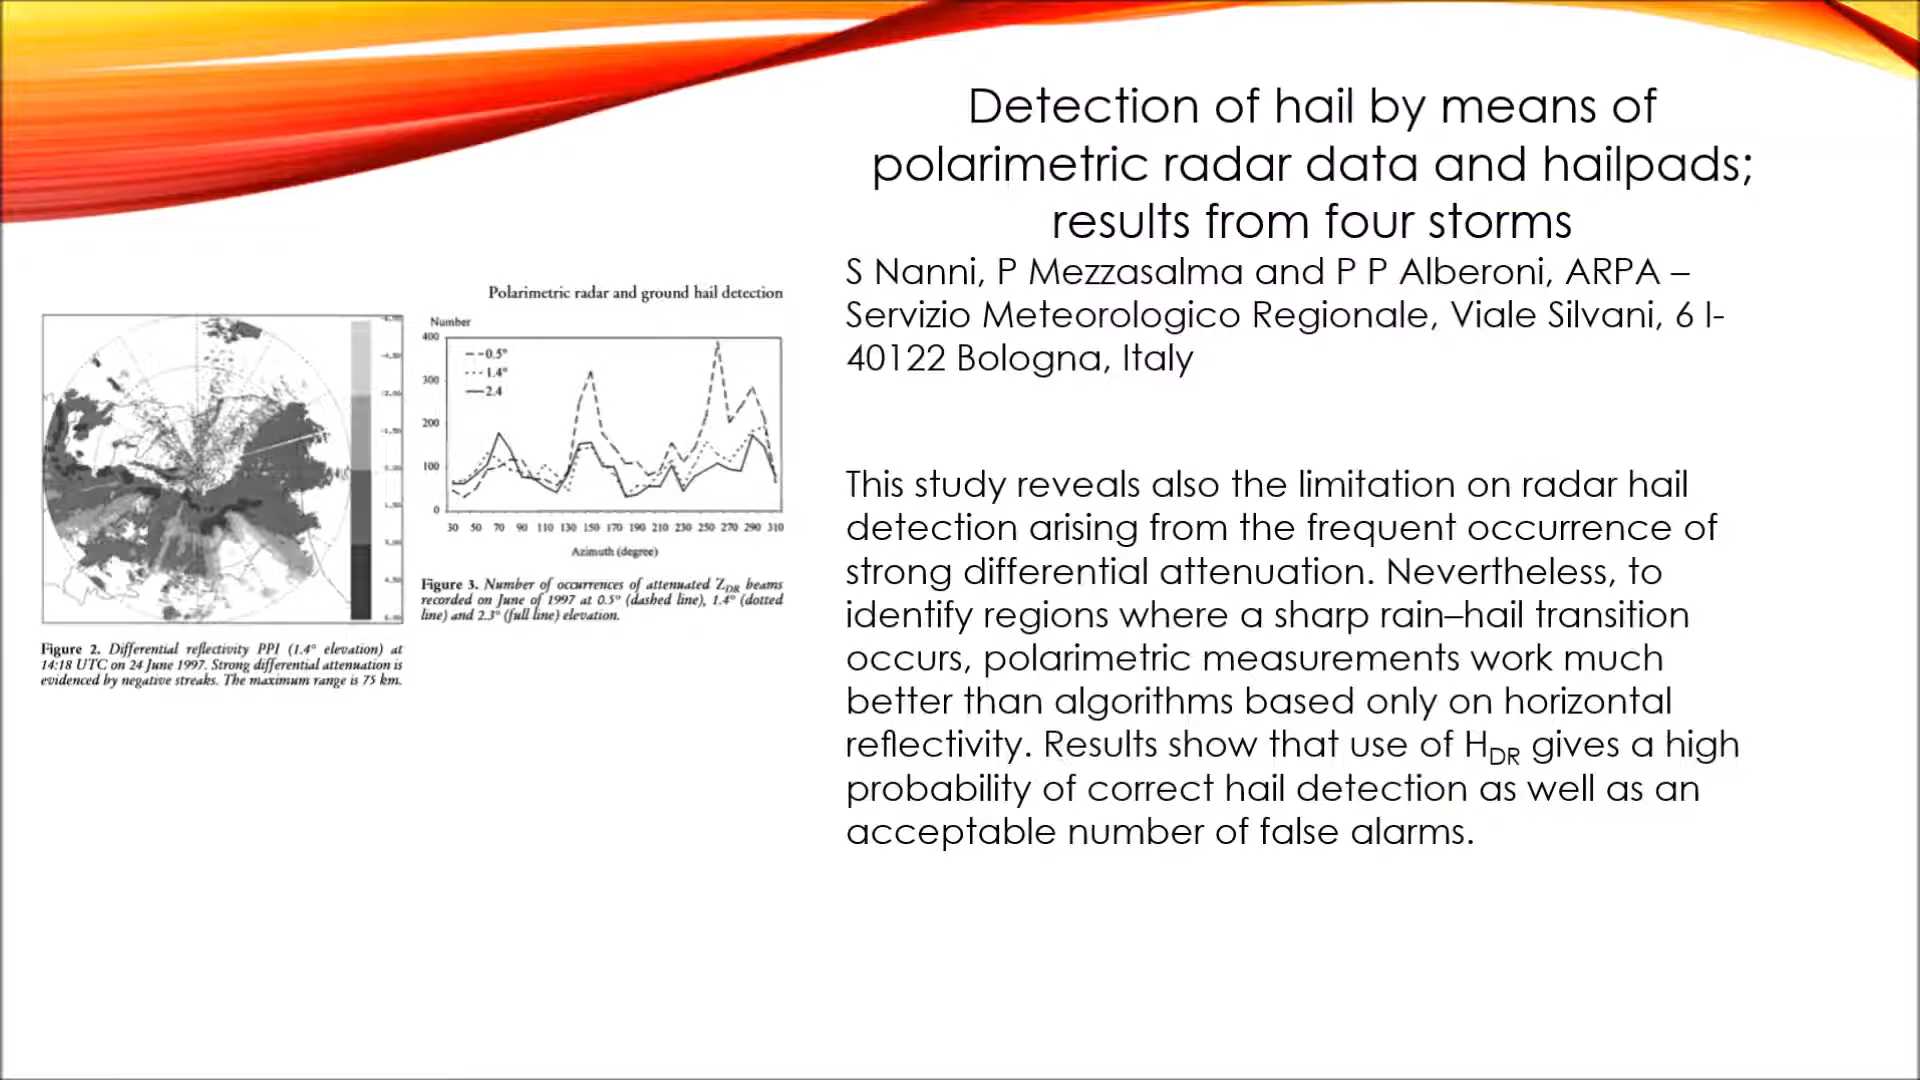 Detection of hail by means of
polarimetric radar data and hailpads;
results from four storms
S Nanni, P Mezzasalma and P P Alberoni, ARPA –
Servizio Meteorologico Regionale, Viale Silvani, 6 I-
40122 Bologna, Italy
This study reveals also the limitation on radar hail
detection arising from the frequent occurrence of
strong differential attenuation. Nevertheless, to
identify regions where a sharp rain–hail transition
occurs, polarimetric measurements work much
better than algorithms based only on horizontal
reflectivity. Results show that use of HDR gives a high
probability of correct hail detection as well as an
acceptable number of false alarms.
Polarimetric radar and ground hail detection
Number
400
300
200
100
0
0.5°
1.4°
2.4
30 50 70 90 110 130 150 170 190 210 230 250 270 290 310
Azimuth (degree)
Figure 3. Number of occurrences of attenuated ZDR beams
recorded on June of 1997 at 0.5° (dashed line), 1.4° (dotted
line) and 2.3° (full line) elevation.
Figure 2. Differential reflectivity PPI (1.4° elevation) at
14:18 UTC on 24 June 1997. Strong differential attenuation is
evidenced by negative streaks. The maximum range is 75 km.